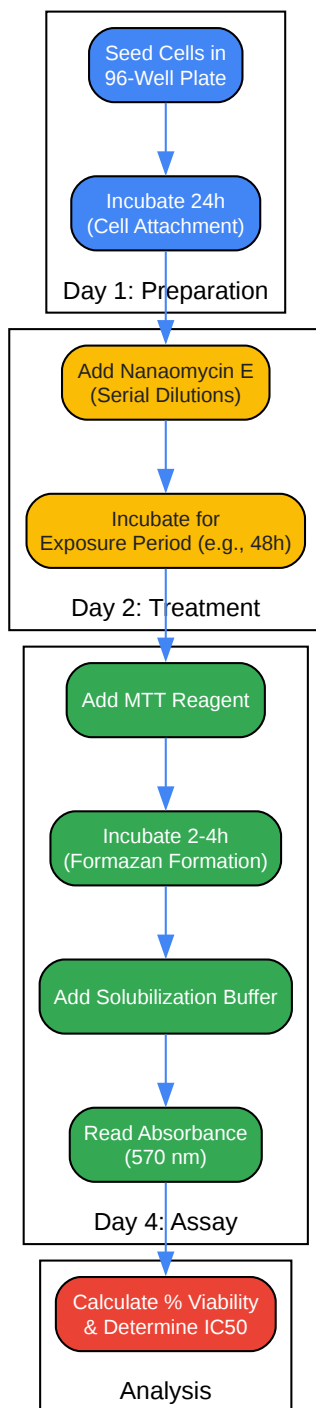 Seed Cells in
96-Well Plate
Incubate 24h
(Cell Attachment)
Day 1: Preparation
Add Nanaomycin E
(Serial Dilutions)
Incubate for
Exposure Period (e.g., 48h)
Day 2: Treatment
Add MTT Reagent
Incubate 2-4h
(Formazan Formation)
Add Solubilization Buffer
Read Absorbance
(570 nm)
Day 4: Assay
Calculate % Viability
& Determine IC50
Analysis